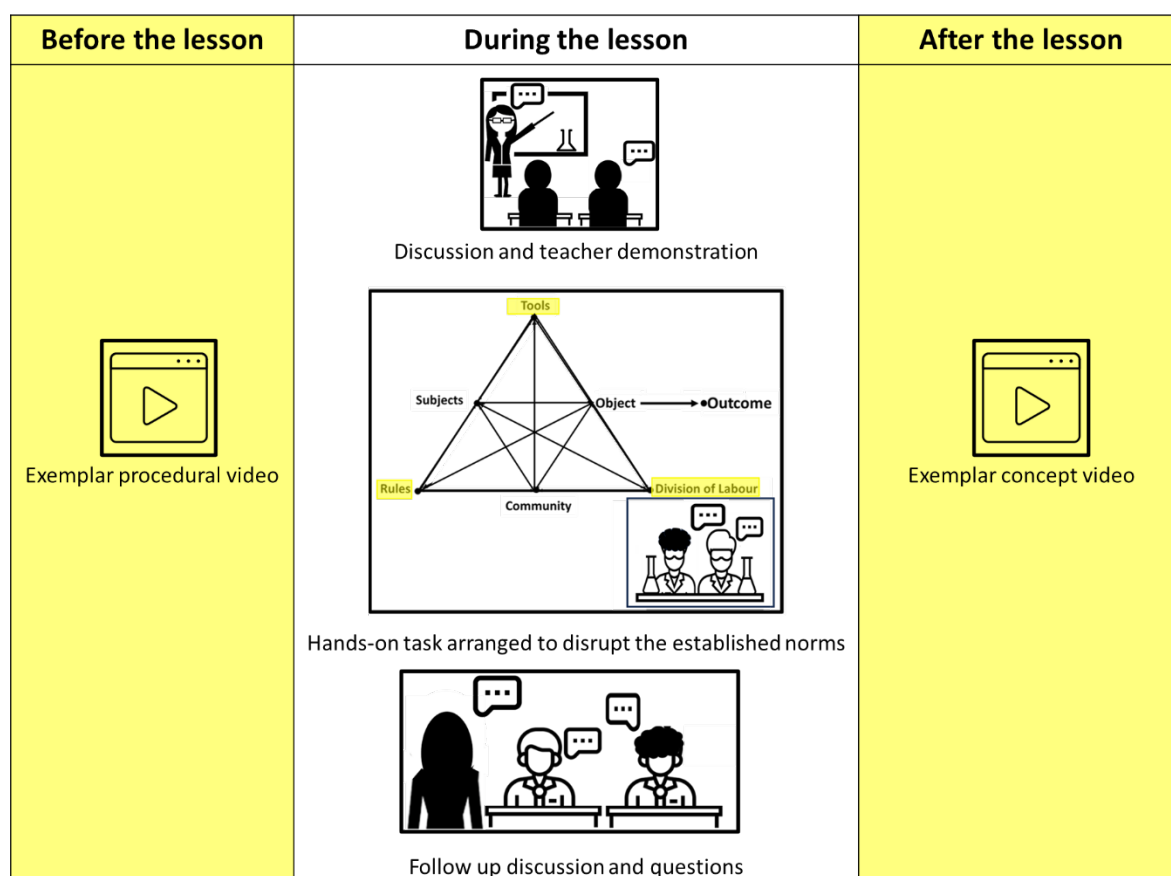 Before the lesson
During the lesson
After the lesson
Discussion and teacher demonstration
Tools
Subjects
Object
Outcome
Rules
Community
Division of Labour
Exemplar procedural video
Exemplar concept video
Hands-on task arranged to disrupt the established norms
Follow up discussion and questions